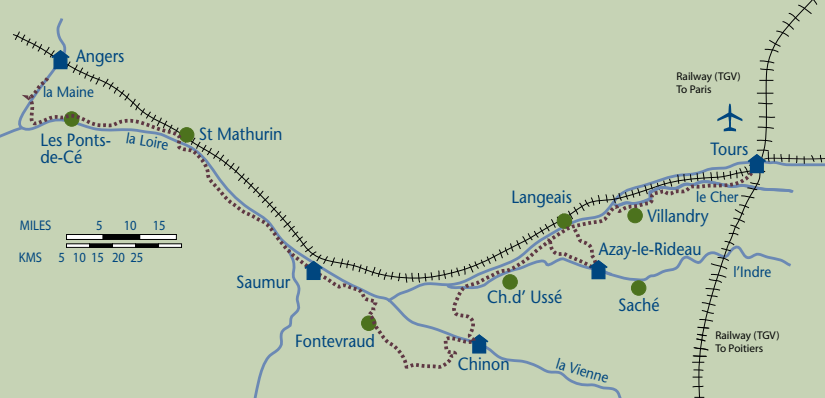 Angers
Railway (TGV)
To Paris
la Maine
St Mathurin
Les Ponts-
de-Cé
la Loire
Tours
Langeais
le Cher
Villandry
MILES 5 10 15
KMS 5 10 15 20 25
Azay-le-Rideau
l'Indre
Saumur
Ch.d' Ussé
Saché
Fontevraud
Railway (TGV)
To Poitiers
Chinon
la Vienne